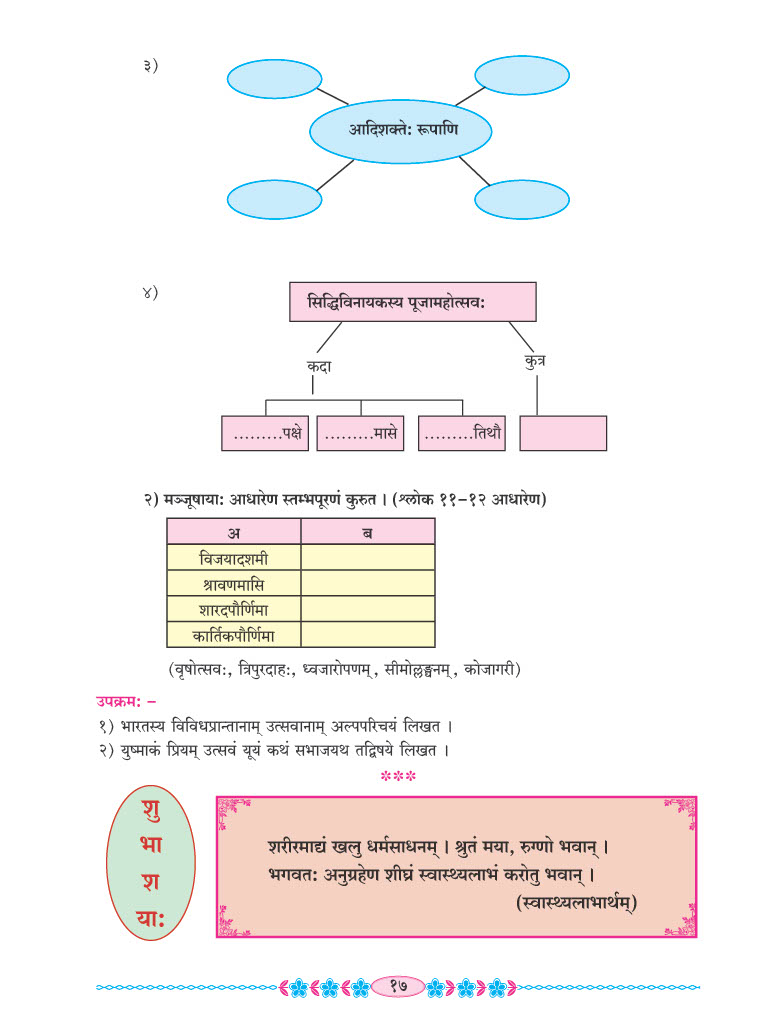 ३)
आदिशक्ते: रूपाणि
४)
सिद्धिविनायकस्य पूजामहोत्सव:
कदा
कुत्र
.........पक्षे
.........मासे
.........तिथौ
२) मञ्जूषाया: आधारेण स्तम्भपूरणं कुरुत । (श्लोक ११-१२ आधारेण)
अ ब
विजयादशमी
श्रावणमासि
शारदपौर्णिमा
कार्तिकपौर्णिमा
(वृषोत्सव:, त्रिपुरदाह:, ध्वजारोपणम्, सीमोल्लङ्घनम्, कोजागरी)
उपक्रम: –
१) भारतस्य विविधप्रान्तानाम् उत्सवानाम् अल्पपरिचयं लिखत ।
२) युष्माकं प्रियम् उत्सवं यूयं कथं सभाजयथ तद्विषये लिखत ।
***
शु
भा
श
या:
शरीरमाद्यं खलु धर्मसाधनम् । श्रुतं मया, रुग्णो भवान् ।
भगवत: अनुग्रहेण शीघ्रं स्वास्थ्यलाभं करोतु भवान् ।
(स्वास्थ्यलाभार्थम्)
१७